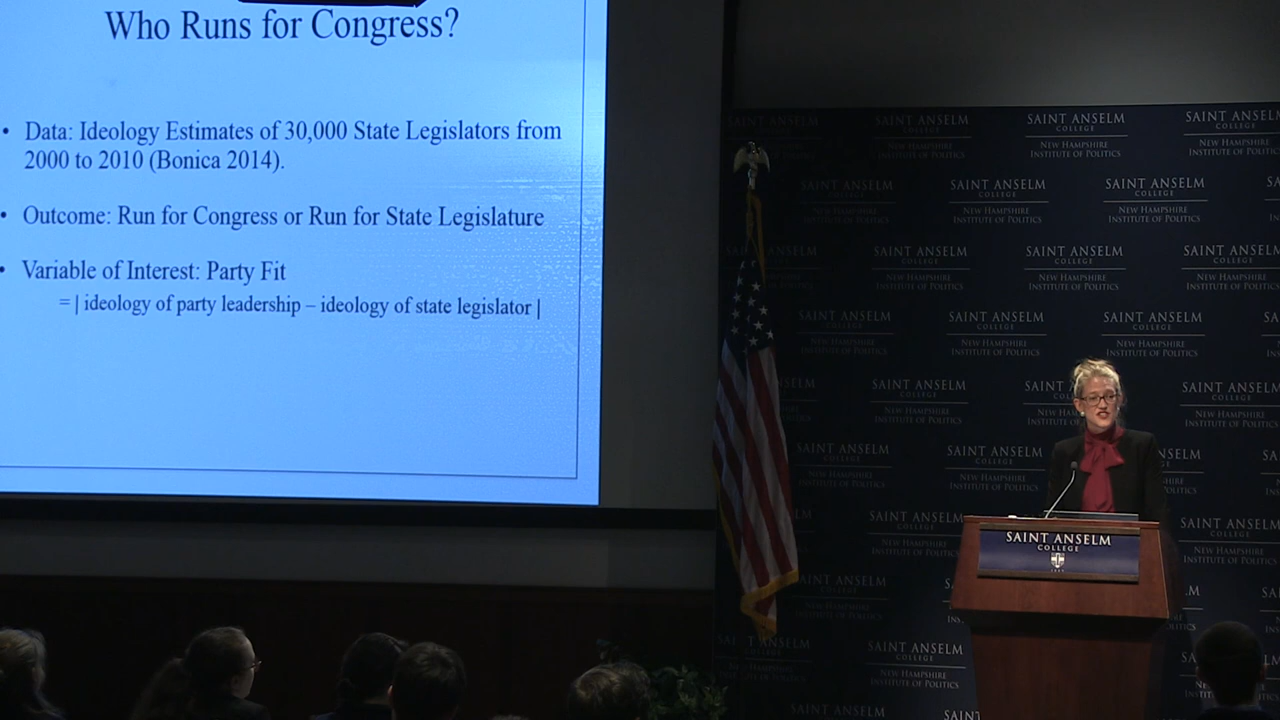 Who Runs for Congress?
• Data: Ideology Estimates of 30,000 State Legislators from
2000 to 2010 (Bonica 2014).
• Outcome: Run for Congress or Run for State Legislature
• Variable of Interest: Party Fit
= | ideology of party leadership – ideology of state legislator |
SAINT ANSELM
COLLEGE
NEW HAMPSHIRE
INSTITUTE OF POLITICS
SAINT ANSELM
COLLEGE